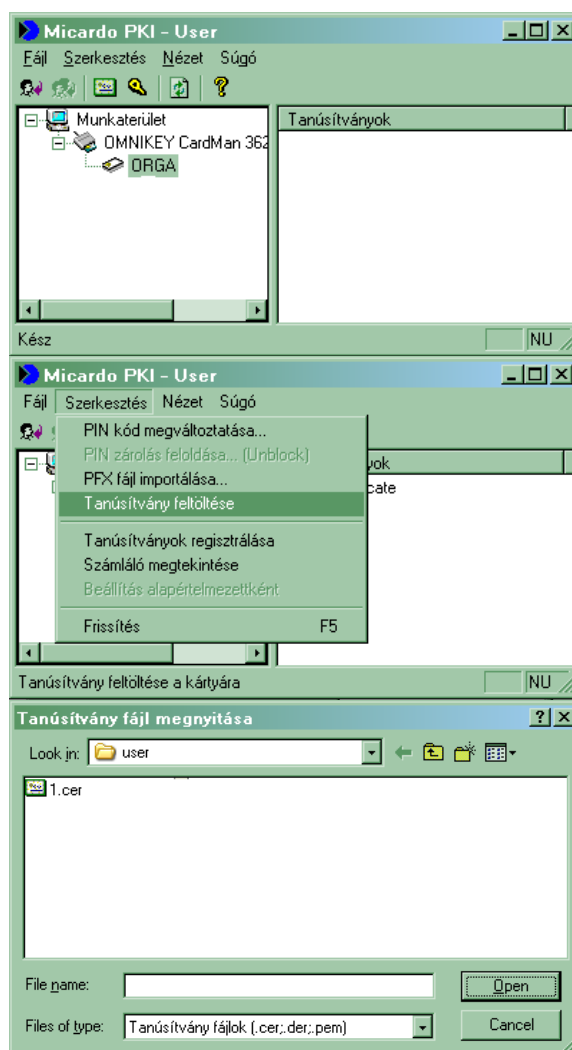 Micardo PKI - User
Fájl Szerkesztés Nézet Súgó
Munkaterület
OMNIKEY CardMan 362
ORGA
Tanúsítványok
Kész
NU
Micardo PKI - User
Fájl Szerkesztés Nézet Súgó
PIN kód megváltoztatása...
PIN zárolás feloldása... (Unblock)
PFX fájl importálása...
Tanúsítvány feltöltése
Tanúsítványok regisztrálása
Számláló megtekintése
Beállítás alapértelmezettként
Frissítés F5
yok
cate
Tanúsítvány feltöltése a kártyára
NU
Tanúsítvány fájl megnyitása
Look in: user
1.cer
File name:
Open
Files of type: Tanúsítvány fájlok (.cer;.der;.pem)
Cancel